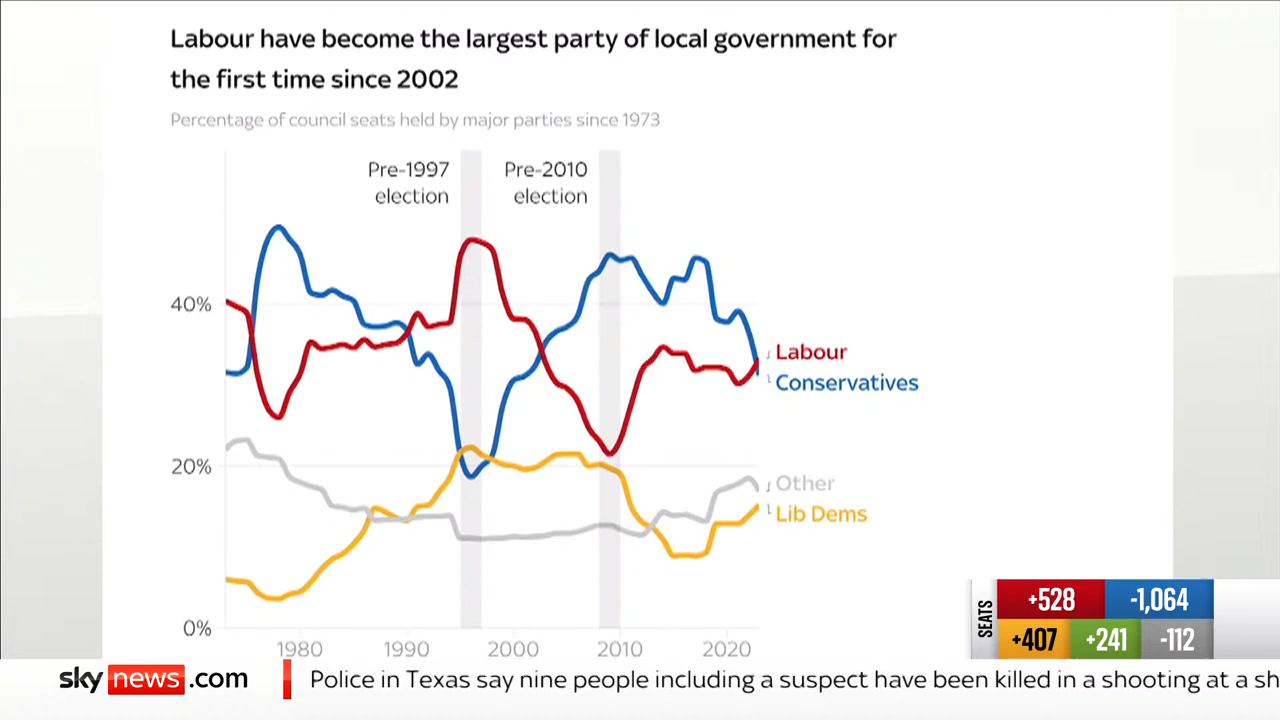 Labour have become the largest party of local government for
the first time since 2002
Percentage of council seats held by major parties since 1973
Pre-1997
election
Pre-2010
election
40%
20%
0%
Labour
Conservatives
Other
Lib Dems
1980 1990 2000 2010 2020
SEATS
+528 -1,064
+407 +241 -112
sky news .com
Police in Texas say nine people including a suspect have been killed in a shooting at a sh